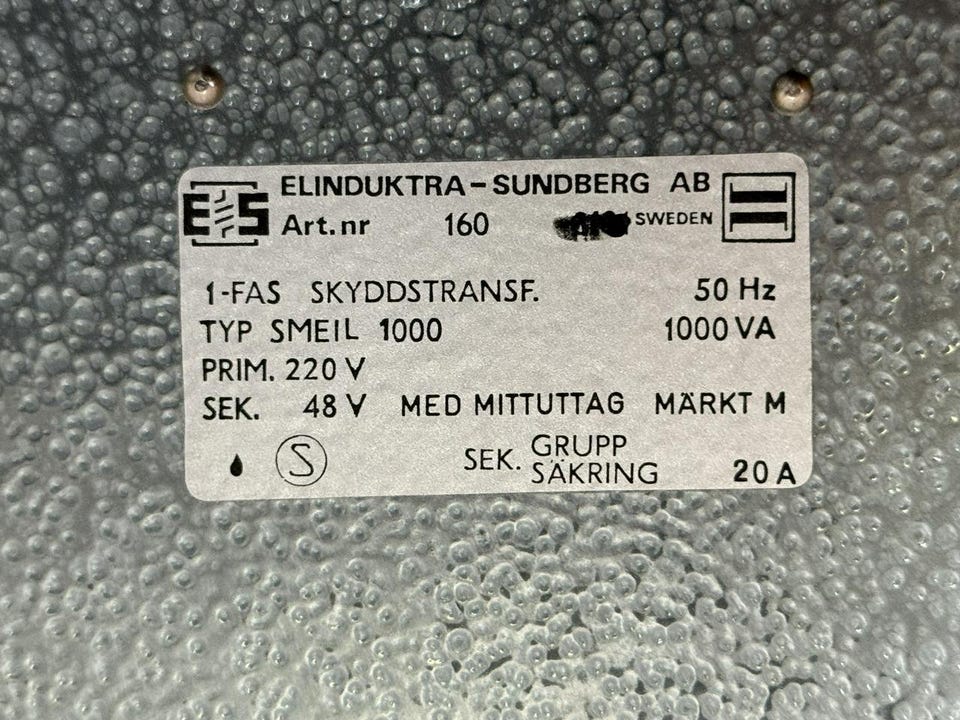 ELINDUKTRA-SUNDBERG AB
ES Art.nr 160 SWEDEN
1-FAS SKYDDSTRANSF. 50 Hz
TYP SMEIL 1000 1000 VA
PRIM. 220 V
SEK. 48 V MED MITTUTTAG MÄRKT M
S SEK. GRUPP SÄKRING 20 A